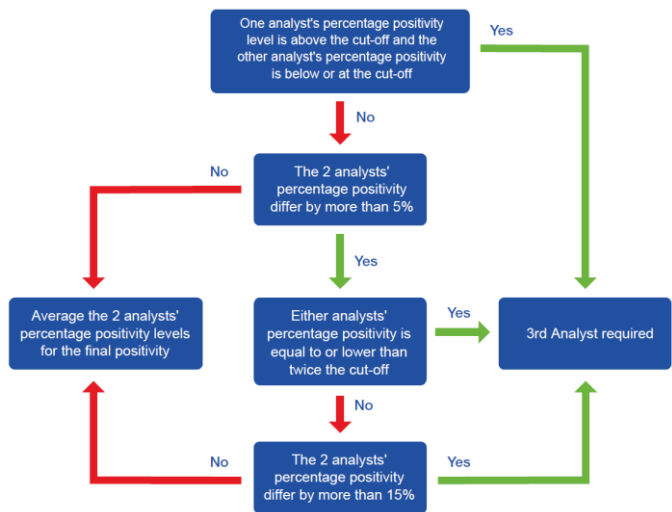 One analyst's percentage positivity
level is above the cut-off and the
other analyst's percentage positivity
is below or at the cut-off
Yes
No
No
The 2 analysts'
percentage positivity
differ by more than 5%
Yes
Average the 2 analysts'
percentage positivity levels
for the final positivity
Either analysts'
percentage positivity is
equal to or lower than
twice the cut-off
Yes
3rd Analyst required
No
No
The 2 analysts'
percentage positivity
differ by more than 15%
Yes